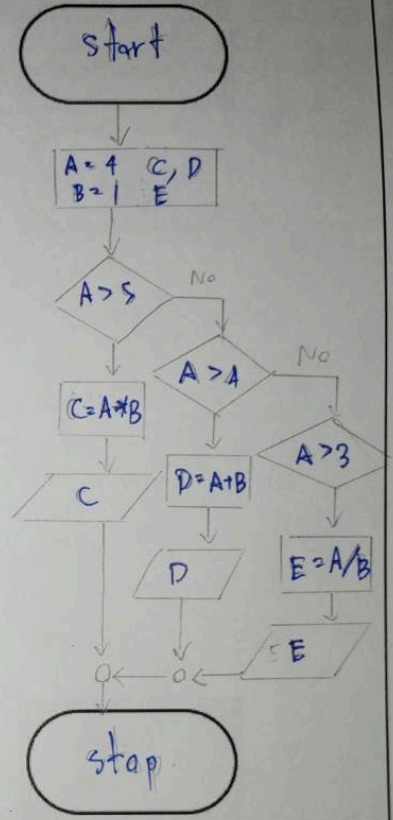 start
A = 4 C, D
B = 1 E
A > 5
No
A > 4
No
C = A * B
A > 3
D = A + B
C
E = A / B
D
= E
stop